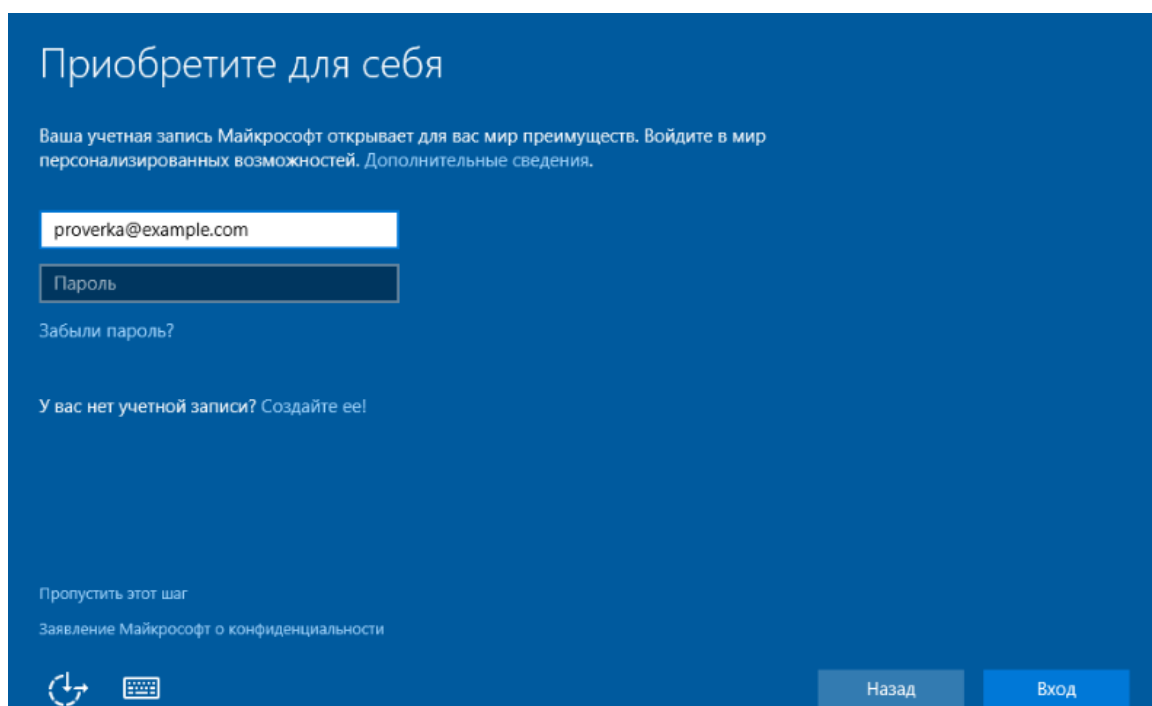 Приобретите для себя
Ваша учетная запись Майкрософт открывает для вас мир преимуществ. Войдите в мир
персонализированных возможностей. Дополнительные сведения.
proverka@example.com
Пароль
Забыли пароль?
У вас нет учетной записи? Создайте ее!
Пропустить этот шаг
Заявление Майкрософт о конфиденциальности
Назад
Вход